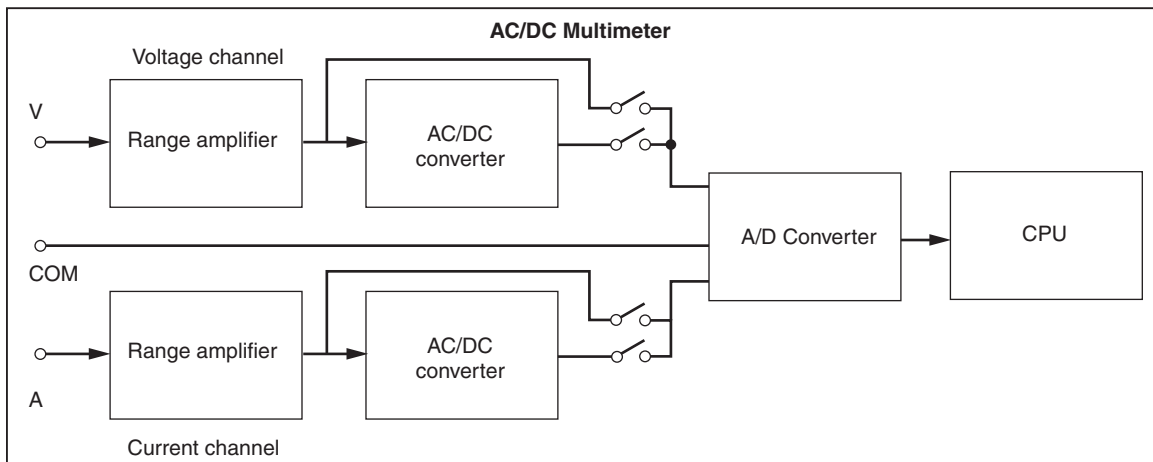 AC/DC Multimeter
Voltage channel
V
Range amplifier
AC/DC
converter
A/D Converter
CPU
COM
Range amplifier
AC/DC
converter
A
Current channel